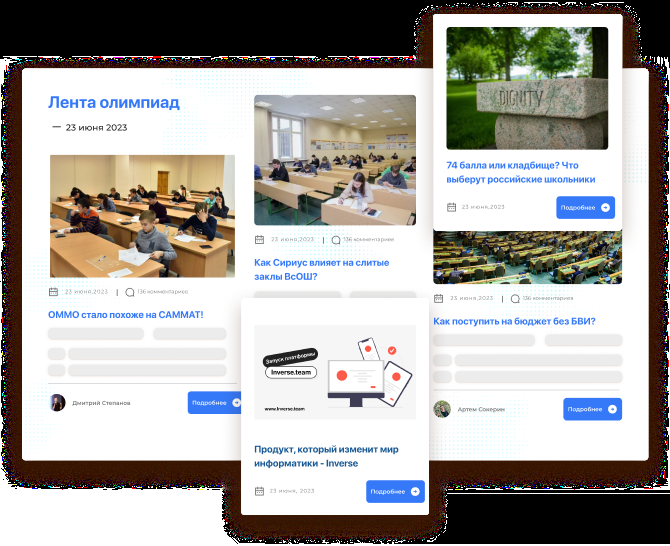 Лента олимпиад
— 23 июня 2023
23 июня,2023 | 136 комментариев
ОММО стало похоже на САММАТ!
Дмитрий Степанов
Подробнее
23 июня,2023 | 136 комментариев
Как Сириус влияет на слитые
заклы ВсОШ?
Запуск платформы
Inverse.team
www.inverse.team
Продукт, который изменит мир
информатики - Inverse
23 июня, 2023
Подробнее
DIGNITY
74 балла или кладбище? Что
выберут российские школьники
23 июня,2023
Подробнее
23 июня,2023 | 136 комментариев
Как поступить на бюджет без БВИ?
Артем Сокерин
Подробнее